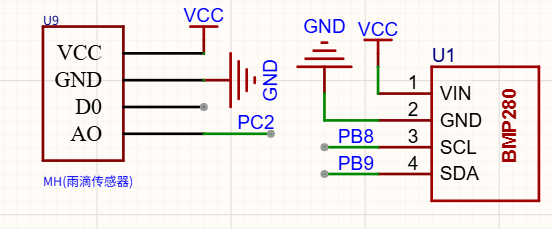 U9
VCC
VCC
GND
D0
AO
GND
PC2
MH(雨滴传感器)
GND
VCC
U1
1 VIN
2 GND
PB8 3 SCL
PB9 4 SDA
BMP280